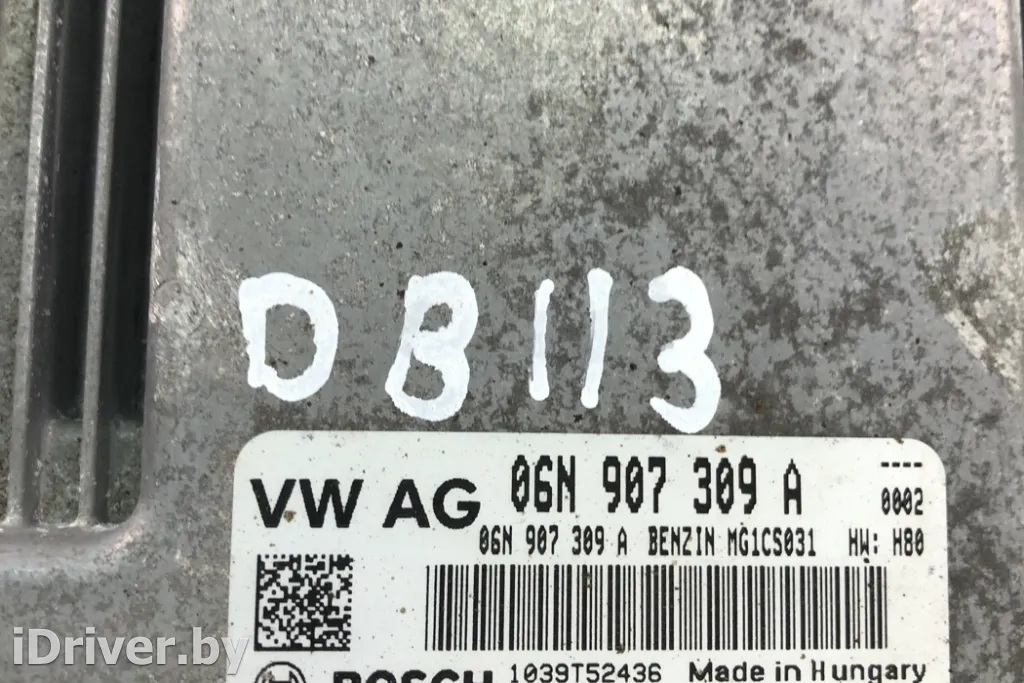 DB113
VW AG 06N 907 309 A ----
0002
06N 907 309 A BENZIN MG1CS031 HW: H80
BOSCH 1039T52436 Made in Hungary
iDriver.by